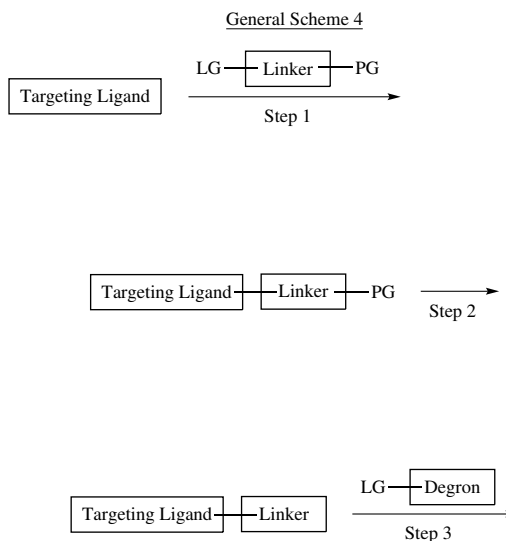 General Scheme 4
LG Linker PG
Targeting Ligand
Step 1
Targeting Ligand Linker PG
Step 2
LG Degron
Targeting Ligand Linker
Step 3